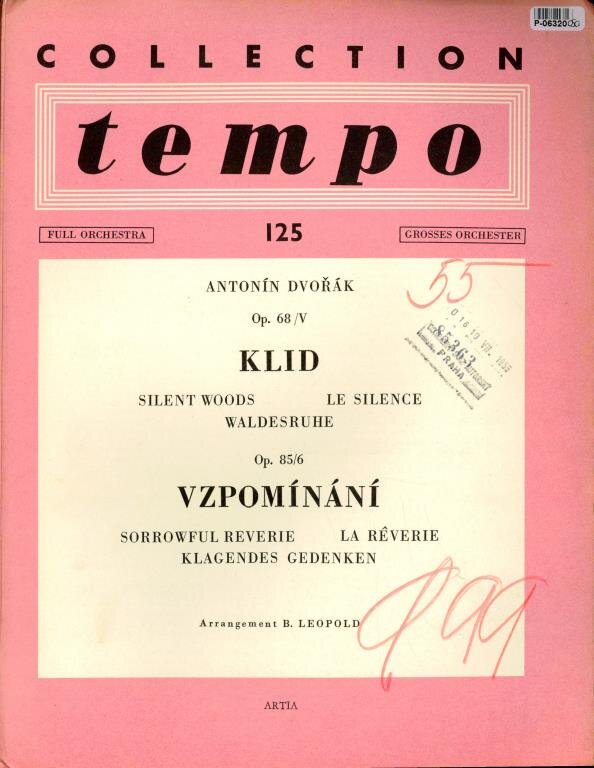 P-06320
COLLECTION
tempo
FULL ORCHESTRA 125 GROSSES ORCHESTER
ANTONÍN DVOŘÁK
55
Op. 68/V
KLID
85363
PRAHA
SILENT WOODS LE SILENCE
WALDESRUHE
Op. 85/6
VZPOMÍNÁNÍ
SORROWFUL REVERIE LA RÊVERIE
KLAGENDES GEDENKEN
Arrangement B. LEOPOLD
ARTIA